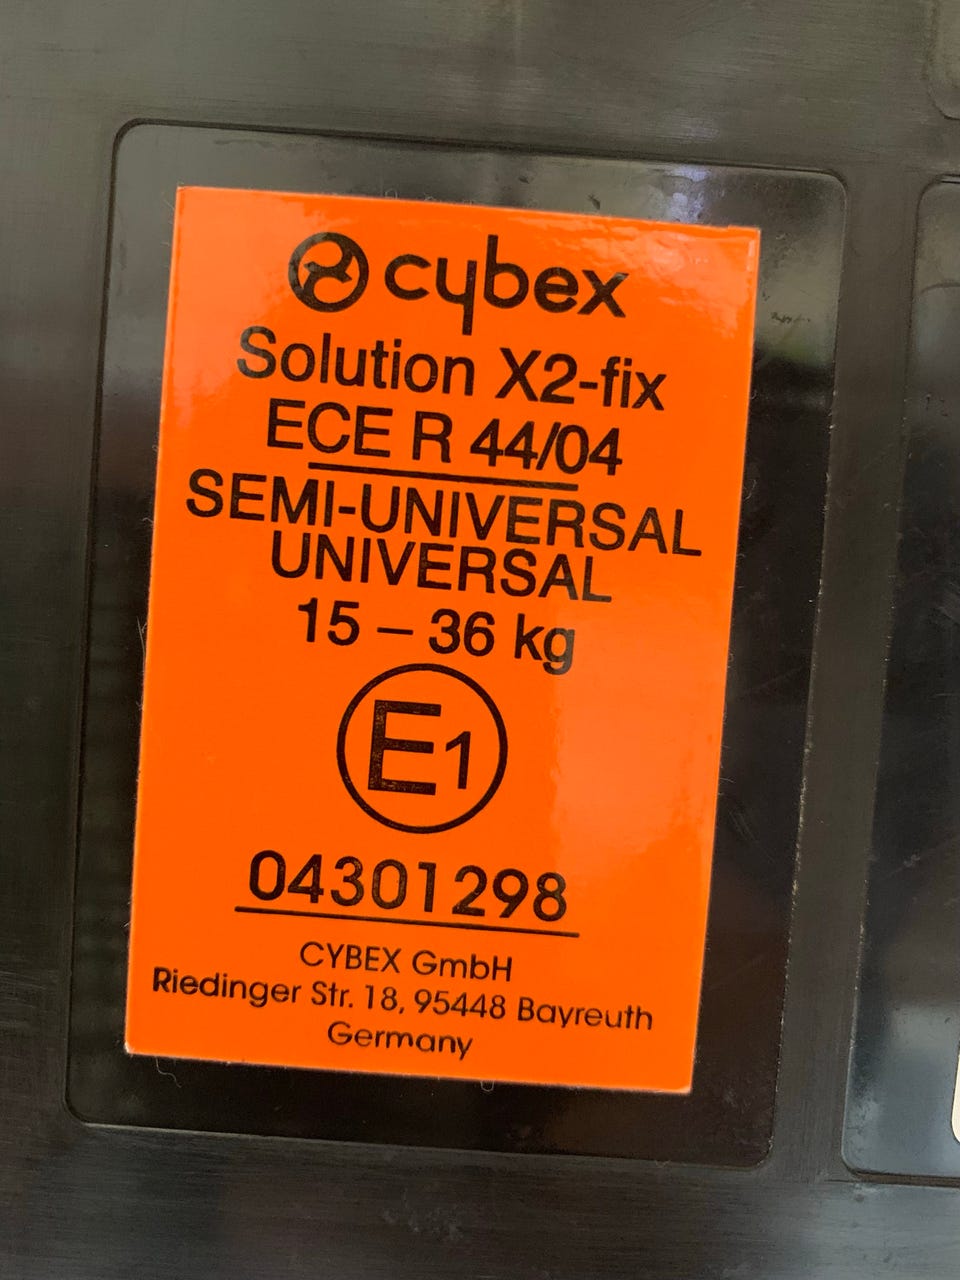 cybex
Solution X2-fix
ECE R 44/04
SEMI-UNIVERSAL
UNIVERSAL
15 – 36 kg
E1
04301298
CYBEX GmbH
Riedinger Str. 18, 95448 Bayreuth
Germany